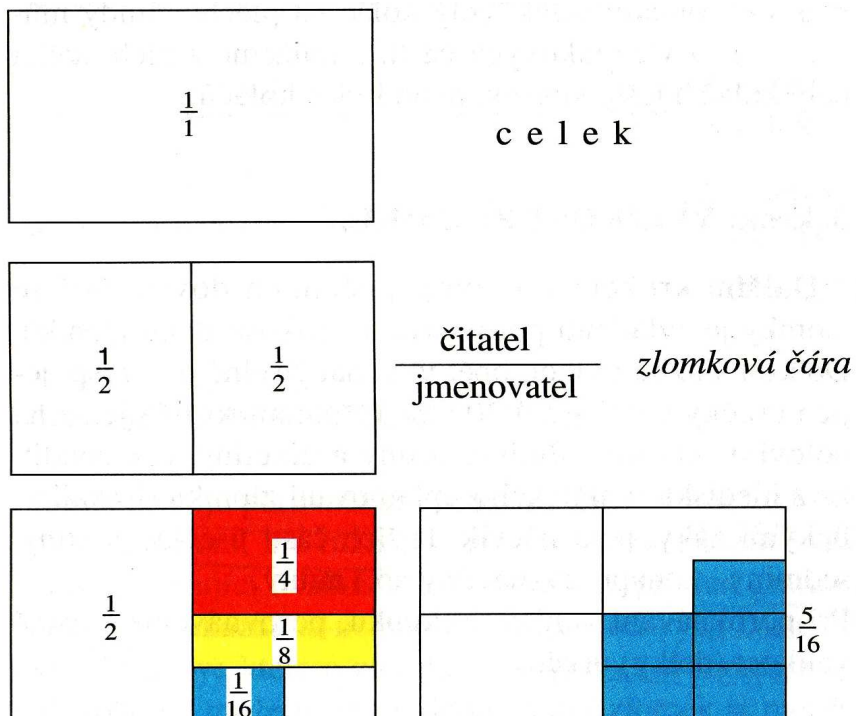 1/1
c e l e k
1/2
1/2
čitatel
jmenovatel
zlomková čára
1/2
1/4
1/8
1/16
5/16